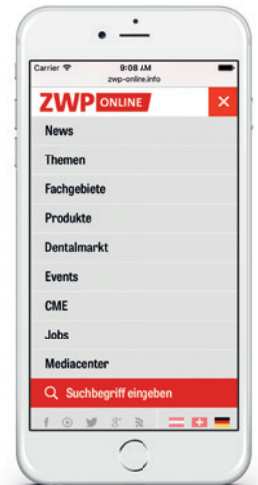 Carrier 9:08 AM
zwp-online.info
ZWP ONLINE
News
Themen
Fachgebiete
Produkte
Dentalmarkt
Events
CME
Jobs
Mediacenter
Suchbegriff eingeben